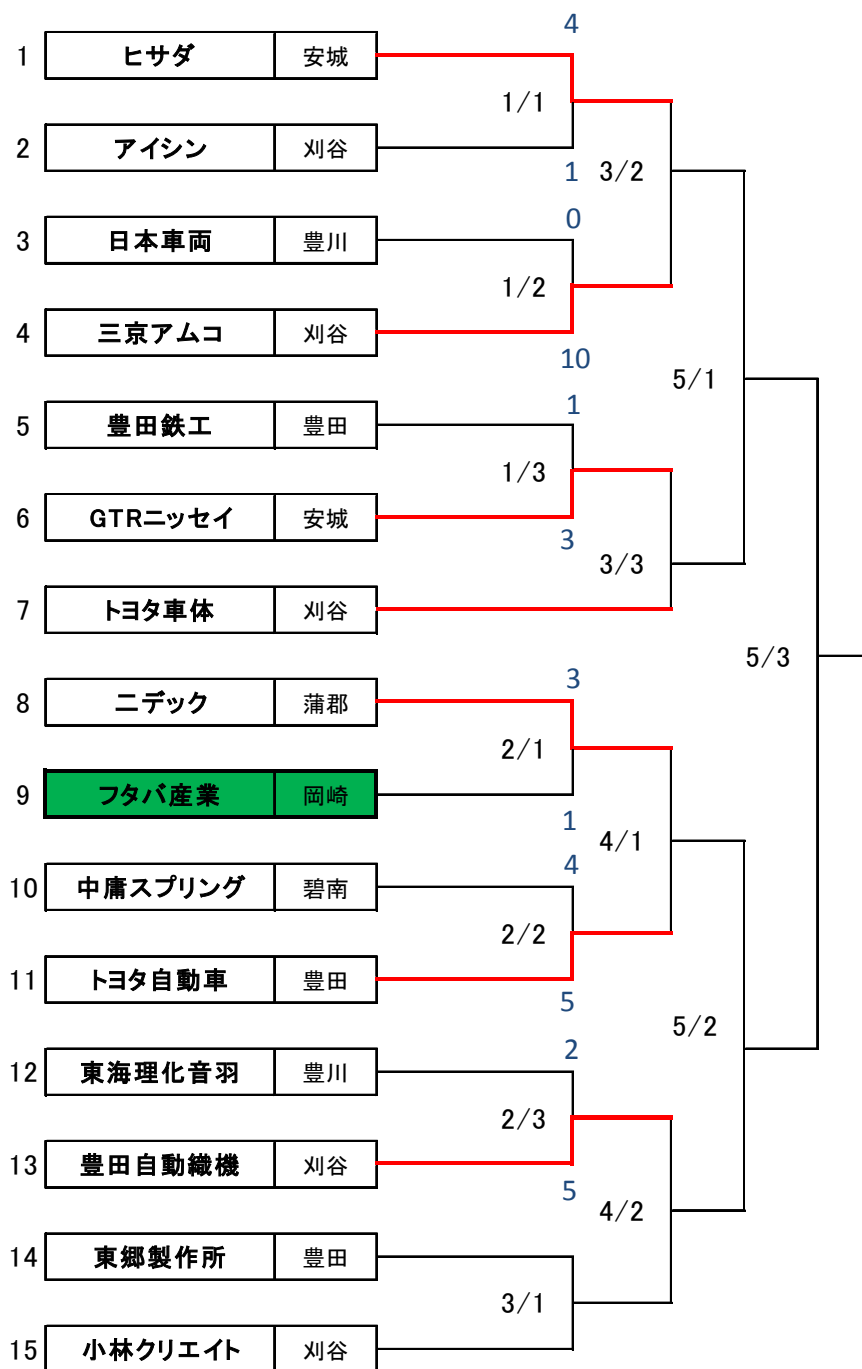 4
1 ヒサダ 安城
1/1
2 アイシン 刈谷
1 3/2
0
3 日本車両 豊川
1/2
4 三京アムコ 刈谷
10
5/1
1
5 豊田鉄工 豊田
1/3
6 GTRニッセイ 安城
3
3/3
7 トヨタ車体 刈谷
5/3
3
8 ニデック 蒲郡
2/1
9 フタバ産業 岡崎
1
4/1
4
10 中庸スプリング 碧南
2/2
11 トヨタ自動車 豊田
5
5/2
2
12 東海理化音羽 豊川
2/3
13 豊田自動織機 刈谷
5
4/2
14 東郷製作所 豊田
3/1
15 小林クリエイト 刈谷